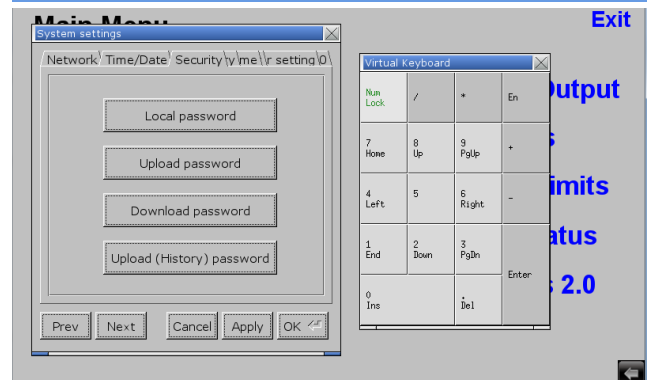 Main Menu
Exit
System settings
Network Time/Date Security
r setting
Local password
Upload password
Download password
Upload (History) password
Prev Next Cancel Apply OK
Virtual Keyboard
Num Lock / * En
7 Home 8 Up 9 PgUp +
4 Left 5 6 Right -
1 End 2 Down 3 PgDn
Enter
0 Ins . Del
utput
s
imits
atus
s 2.0